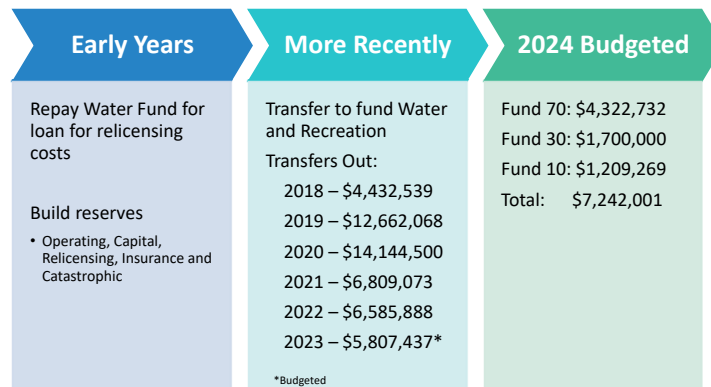 Early Years
Repay Water Fund for
loan for relicensing
costs
Build reserves
• Operating, Capital,
Relicensing, Insurance and
Catastrophic
More Recently
Transfer to fund Water
and Recreation
Transfers Out:
2018 – $4,432,539
2019 – $12,662,068
2020 – $14,144,500
2021 – $6,809,073
2022 – $6,585,888
2023 – $5,807,437*
*Budgeted
2024 Budgeted
Fund 70: $4,322,732
Fund 30: $1,700,000
Fund 10: $1,209,269
Total: $7,242,001